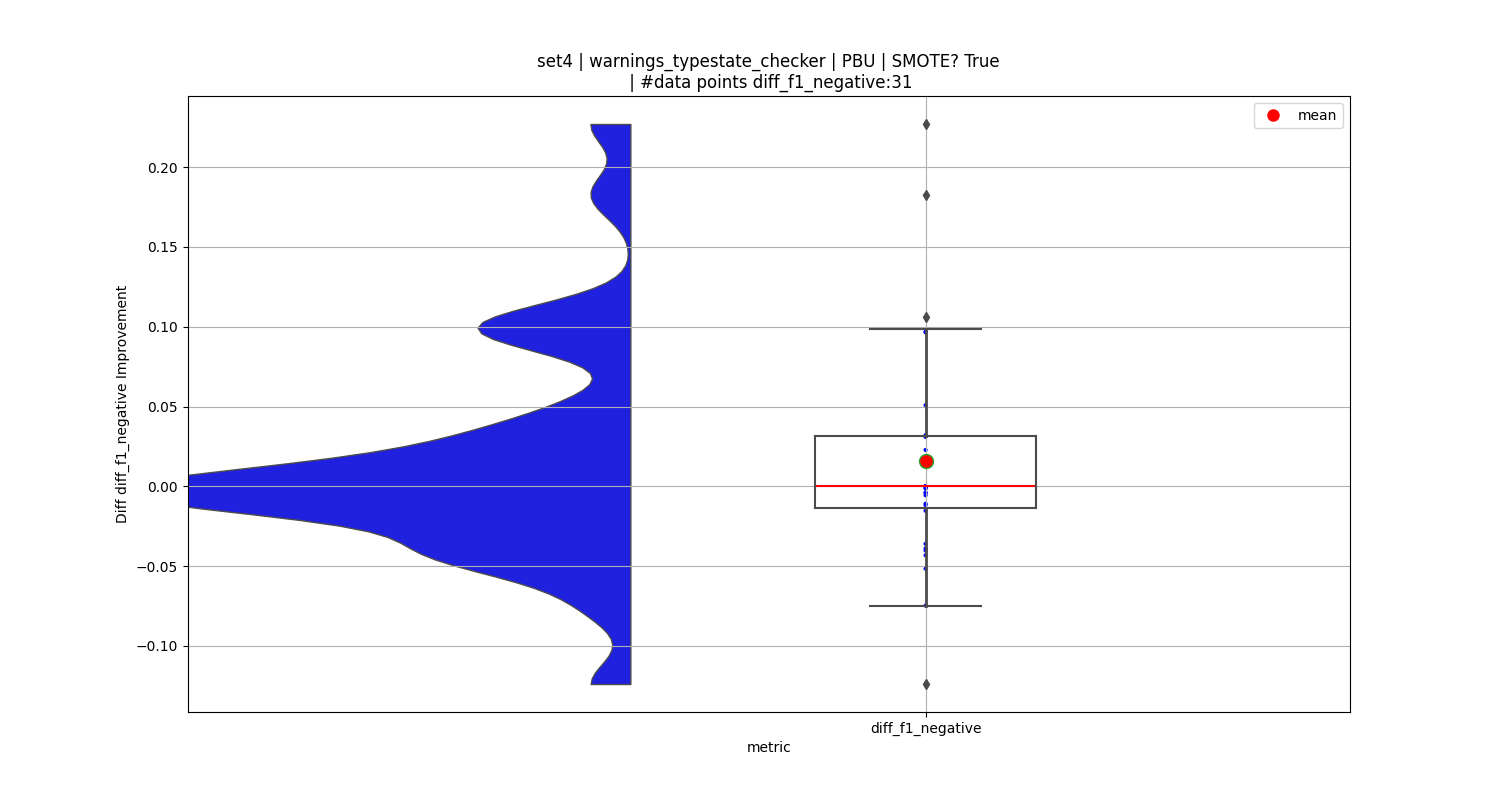 set4 | warnings_typestate_checker | PBU | SMOTE? True
| #data points diff_f1_negative:31
mean
0.20
0.15
0.10
0.05
0.00
−0.05
−0.10
Diff diff_f1_negative Improvement
diff_f1_negative
metric